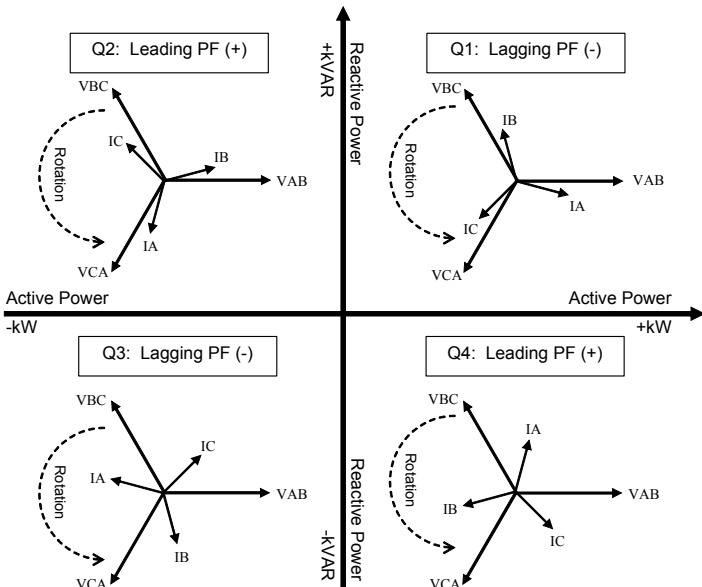 Q2: Leading PF (+)
VBC
IC
IB
VAB
IA
VCA
Rotation
+kVAR
Reactive Power
Q1: Lagging PF (-)
VBC
IB
VAB
IA
IC
VCA
Rotation
Active Power
-kW
Active Power
+kW
Q3: Lagging PF (-)
VBC
IC
IA
VAB
IB
VCA
Rotation
-kVAR
Reactive Power
Q4: Leading PF (+)
VBC
IA
VAB
IB
IC
VCA
Rotation